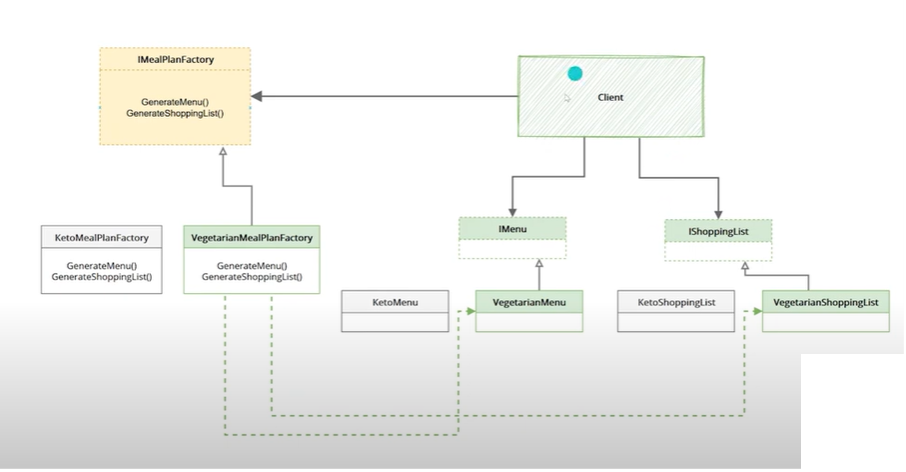 IMealPlanFactory
GenerateMenu()
GenerateShoppingList()
Client
KetoMealPlanFactory
GenerateMenu()
GenerateShoppingList()
VegetarianMealPlanFactory
GenerateMenu()
GenerateShoppingList()
IMenu
IShoppingList
KetoMenu
VegetarianMenu
KetoShoppingList
VegetarianShoppingList